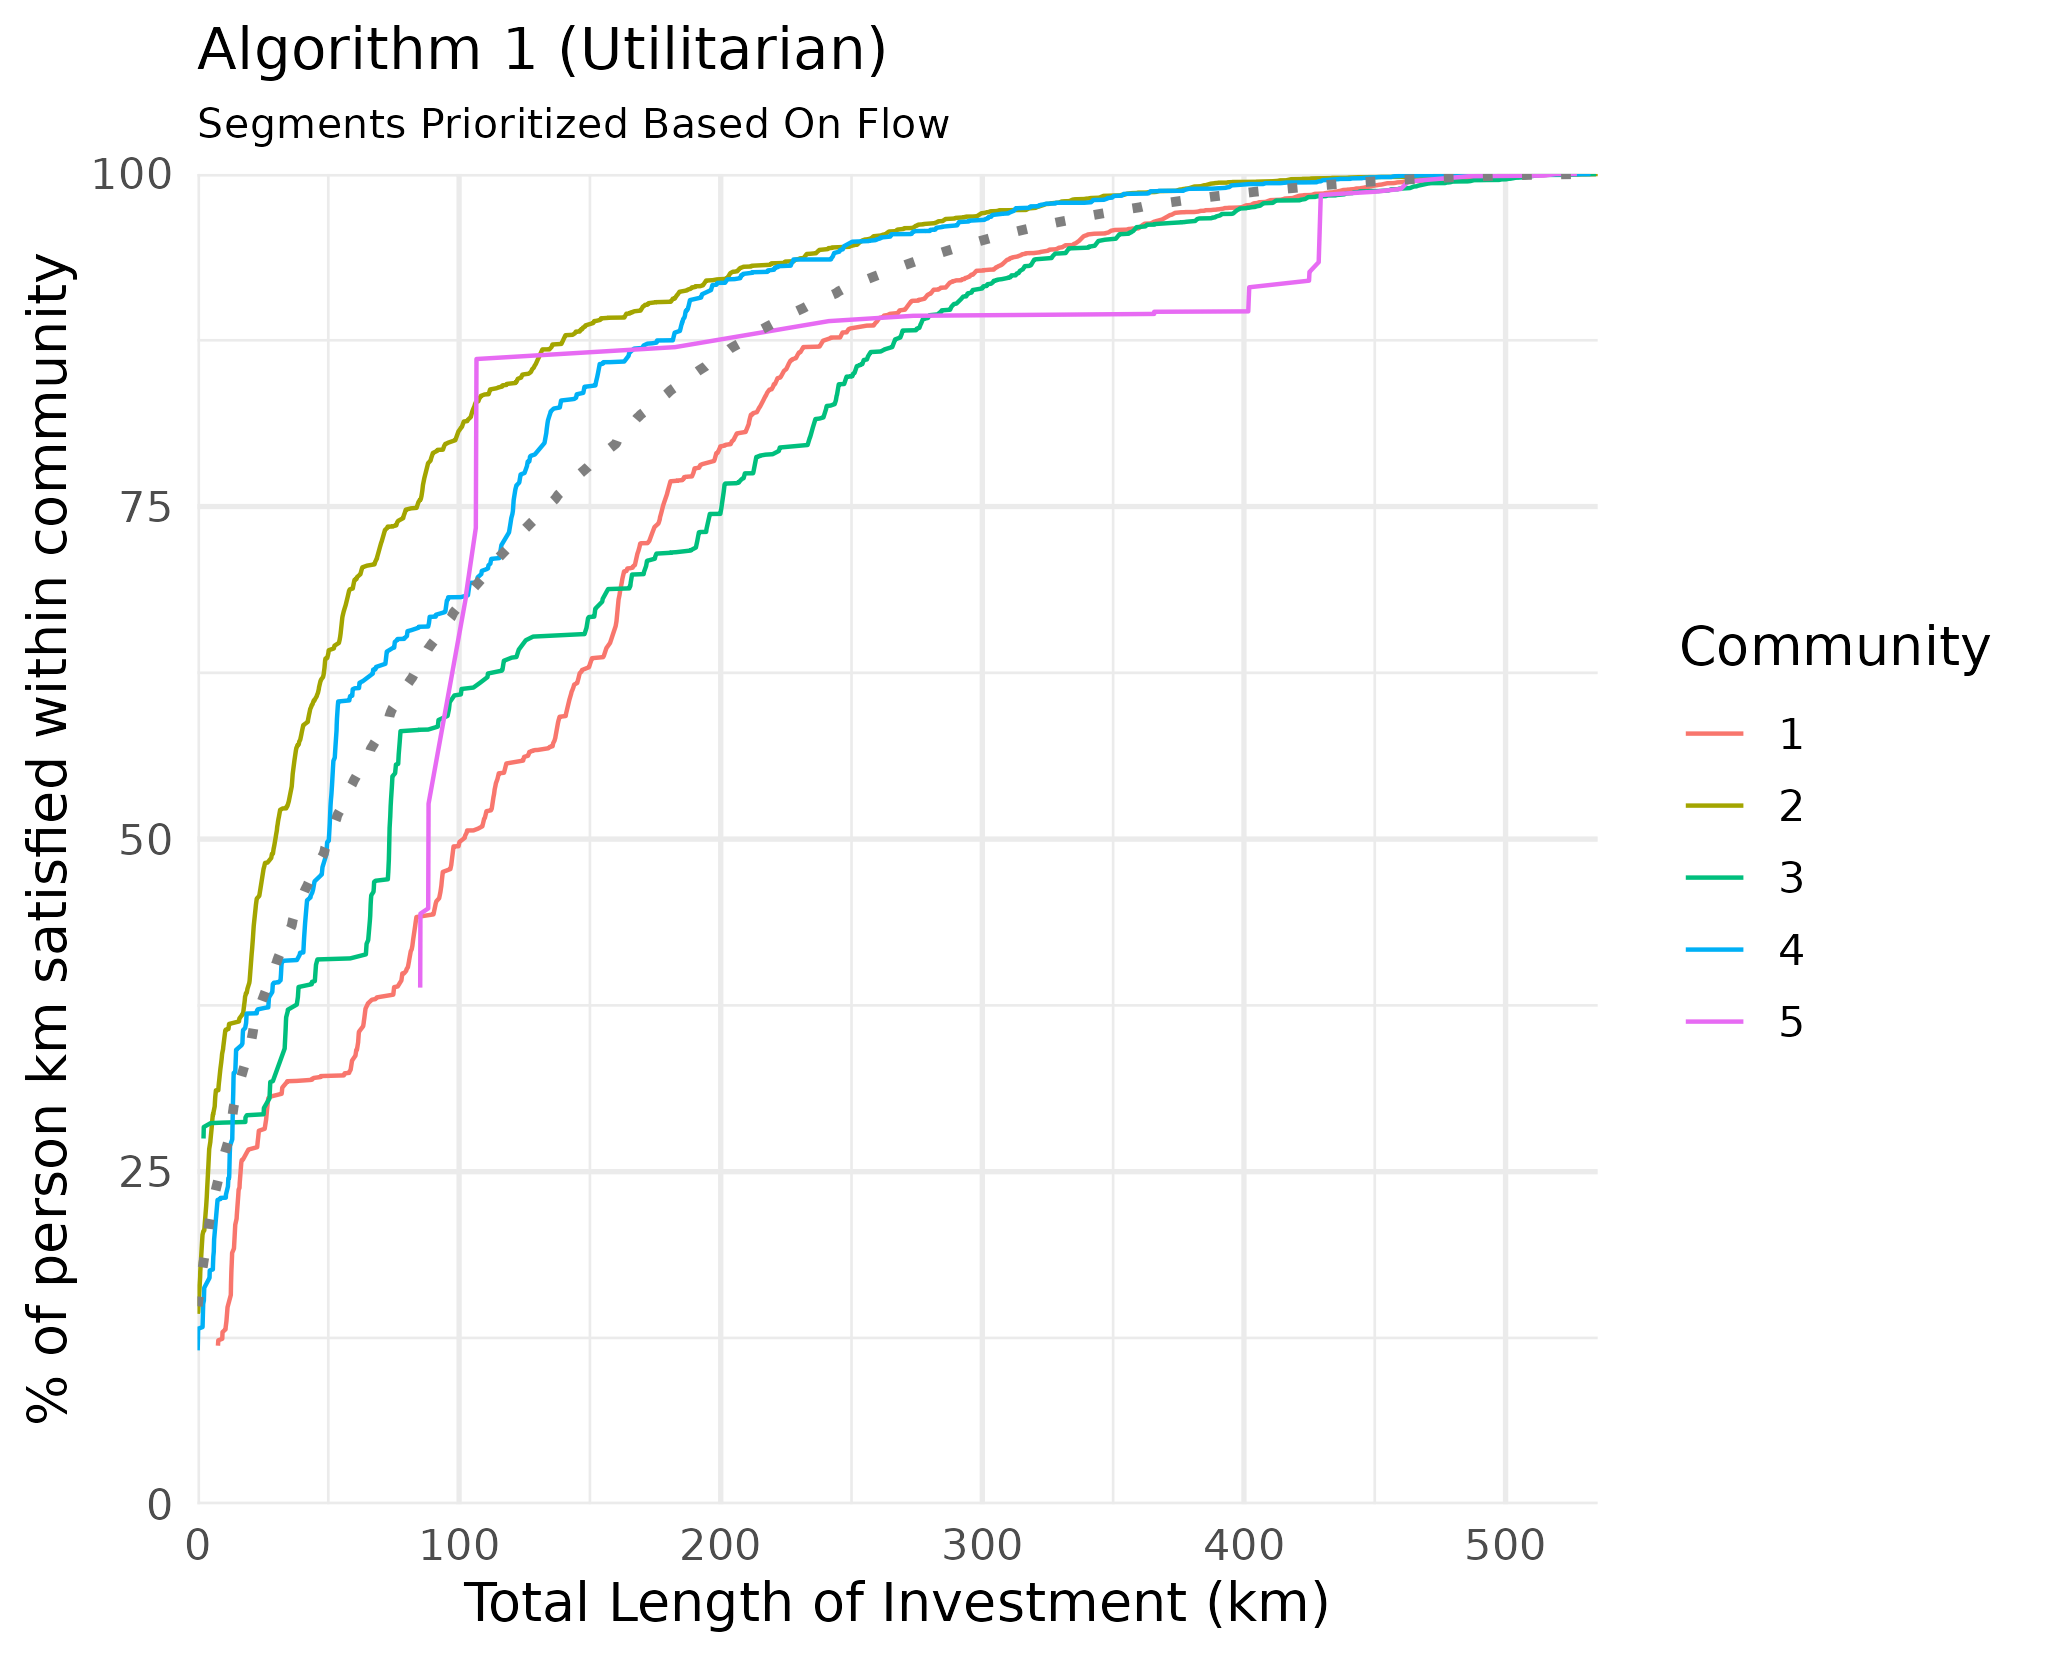 Algorithm 1 (Utilitarian)
Segments Prioritized Based On Flow
% of person km satisfied within community
100
75
50
25
0
0 100 200 300 400 500
Total Length of Investment (km)
Community
1
2
3
4
5